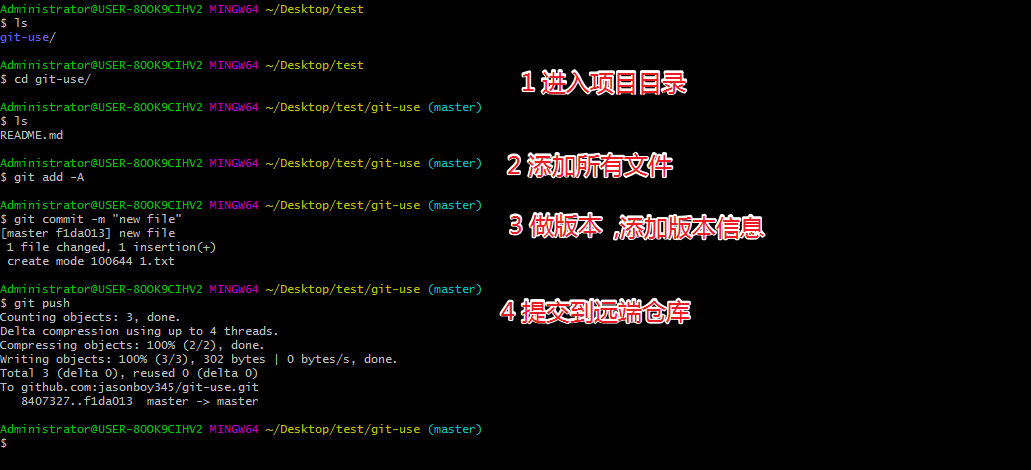 Administrator@USER-8OOK9CIHV2 MINGW64 ~/Desktop/test
$ ls
git-use/
Administrator@USER-8OOK9CIHV2 MINGW64 ~/Desktop/test
$ cd git-use/
1 进入项目目录
Administrator@USER-8OOK9CIHV2 MINGW64 ~/Desktop/test/git-use (master)
$ ls
README.md
Administrator@USER-8OOK9CIHV2 MINGW64 ~/Desktop/test/git-use (master)
2 添加所有文件
$ git add -A
Administrator@USER-8OOK9CIHV2 MINGW64 ~/Desktop/test/git-use (master)
$ git commit -m "new file"
3 做版本 ,添加版本信息
[master f1da013] new file
 1 file changed, 1 insertion(+)
 create mode 100644 1.txt
Administrator@USER-8OOK9CIHV2 MINGW64 ~/Desktop/test/git-use (master)
$ git push
4 提交到远端仓库
Counting objects: 3, done.
Delta compression using up to 4 threads.
Compressing objects: 100% (2/2), done.
Writing objects: 100% (3/3), 302 bytes | 0 bytes/s, done.
Total 3 (delta 0), reused 0 (delta 0)
To github.com:jasonboy345/git-use.git
   8407327..f1da013  master -> master
Administrator@USER-8OOK9CIHV2 MINGW64 ~/Desktop/test/git-use (master)
$